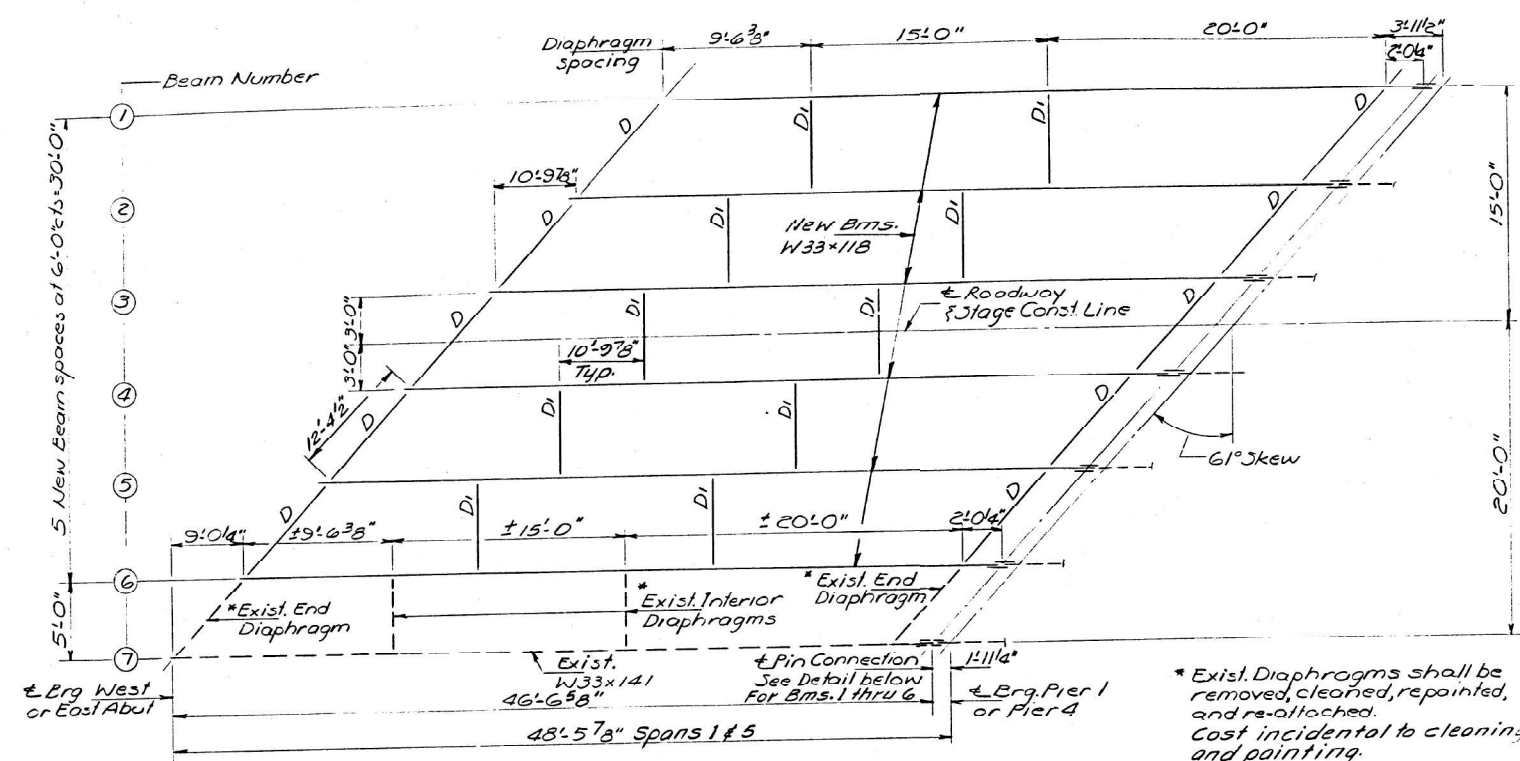 Diaphragm
spacing
9'-6 3/8"
15'-0"
20'-0"
3'-11 1/2"
2'-0 1/4"
Beam Number
1
D
D1
D1
D
5 New Beam spaces at 6'-0" cts = 30'-0"
10'-9 7/8"
2
D
D1
New Bms.
W33x118
D1
D
15'-0"
3
D
D1
D1
℄ Roadway
& Stage Const. Line
D
3'-0"
3'-0"
10'-9 7/8"
Typ.
4
12'-4 1/2"
D
D1
D1
D
61° Skew
5
D
D1
D1
D
20'-0"
9'-0 1/4"
±9'-6 3/8"
±15'-0"
±20'-0"
2'-0 1/4"
6
5'-0"
*Exist. End
Diaphragm
*
Exist. Interior
Diaphragms
*Exist. End
Diaphragm
7
℄ Brg West
or East Abut
Exist.
W33x141
46'-6 5/8"
℄ Pin Connection
See Detail below
For Bms. 1 thru 6
1'-11 1/4"
℄ Brg. Pier 1
or Pier 4
48'-5 7/8" Spans 1 & 5
* Exist. Diaphragms shall be
removed, cleaned, repainted,
and re-attached.
Cost incidental to cleaning
and painting.